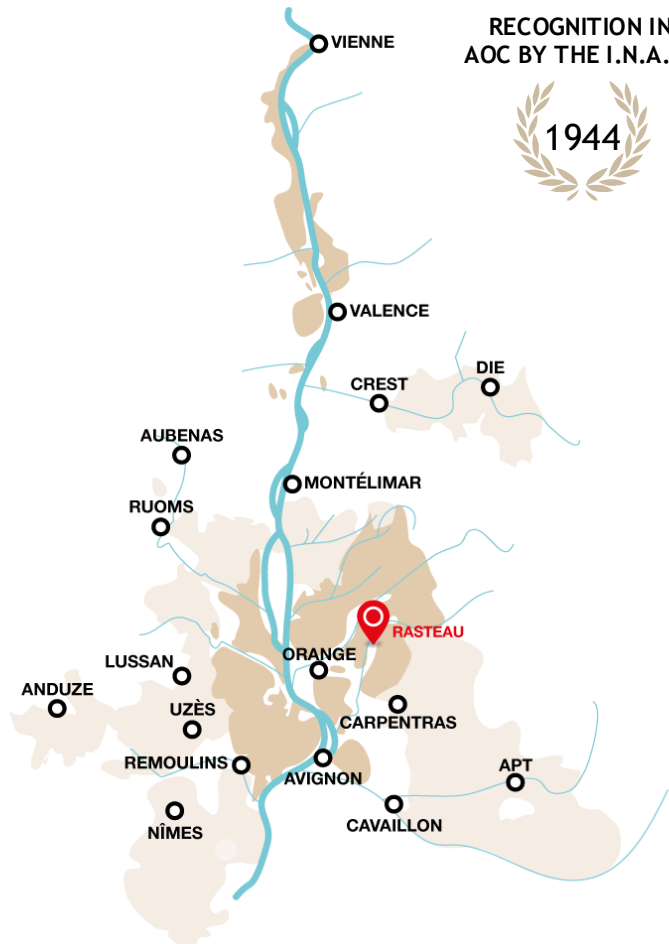 RECOGNITION IN
AOC BY THE I.N.A.
1944
VIENNE
VALENCE
DIE
CREST
AUBENAS
MONTÉLIMAR
RUOMS
RASTEAU
ORANGE
LUSSAN
ANDUZE
UZÈS
CARPENTRAS
REMOULINS
AVIGNON
APT
NÎMES
CAVAILLON